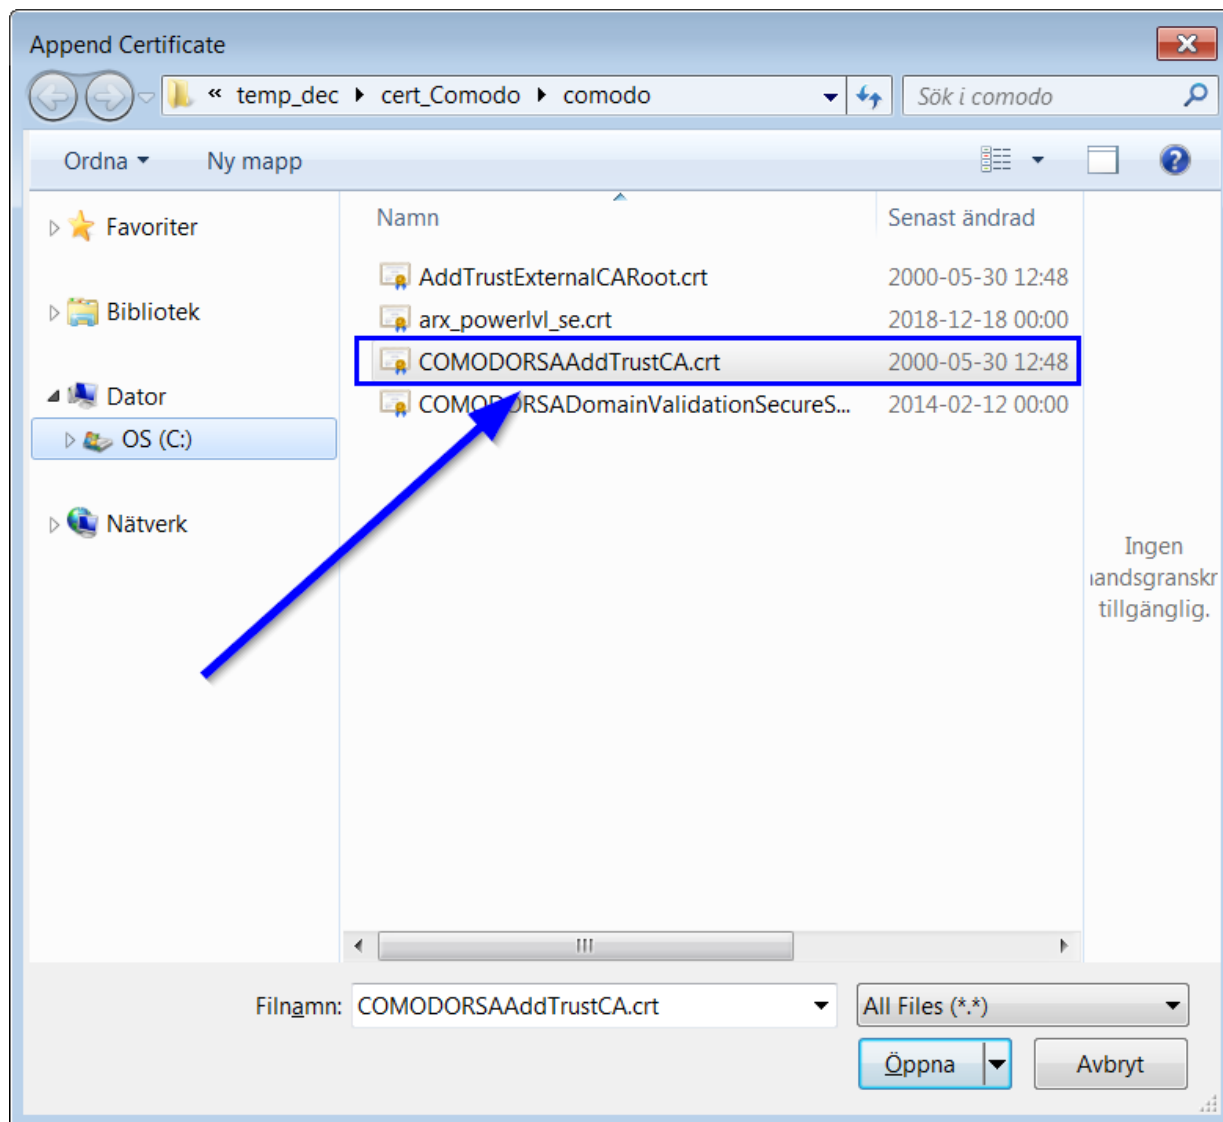 Append Certificate
« temp_dec ▸ cert_Comodo ▸ comodo
Sök i comodo
Ordna
Ny mapp
Namn
Senast ändrad
Favoriter
Bibliotek
Dator
OS (C:)
Nätverk
AddTrustExternalCARoot.crt 2000-05-30 12:48
arx_powerlvl_se.crt 2018-12-18 00:00
COMODORSAAddTrustCA.crt 2000-05-30 12:48
COMODORSADomainValidationSecureS... 2014-02-12 00:00
Ingen
handsgranskr
tillgänglig.
Filnamn: COMODORSAAddTrustCA.crt
All Files (*.*)
Öppna
Avbryt